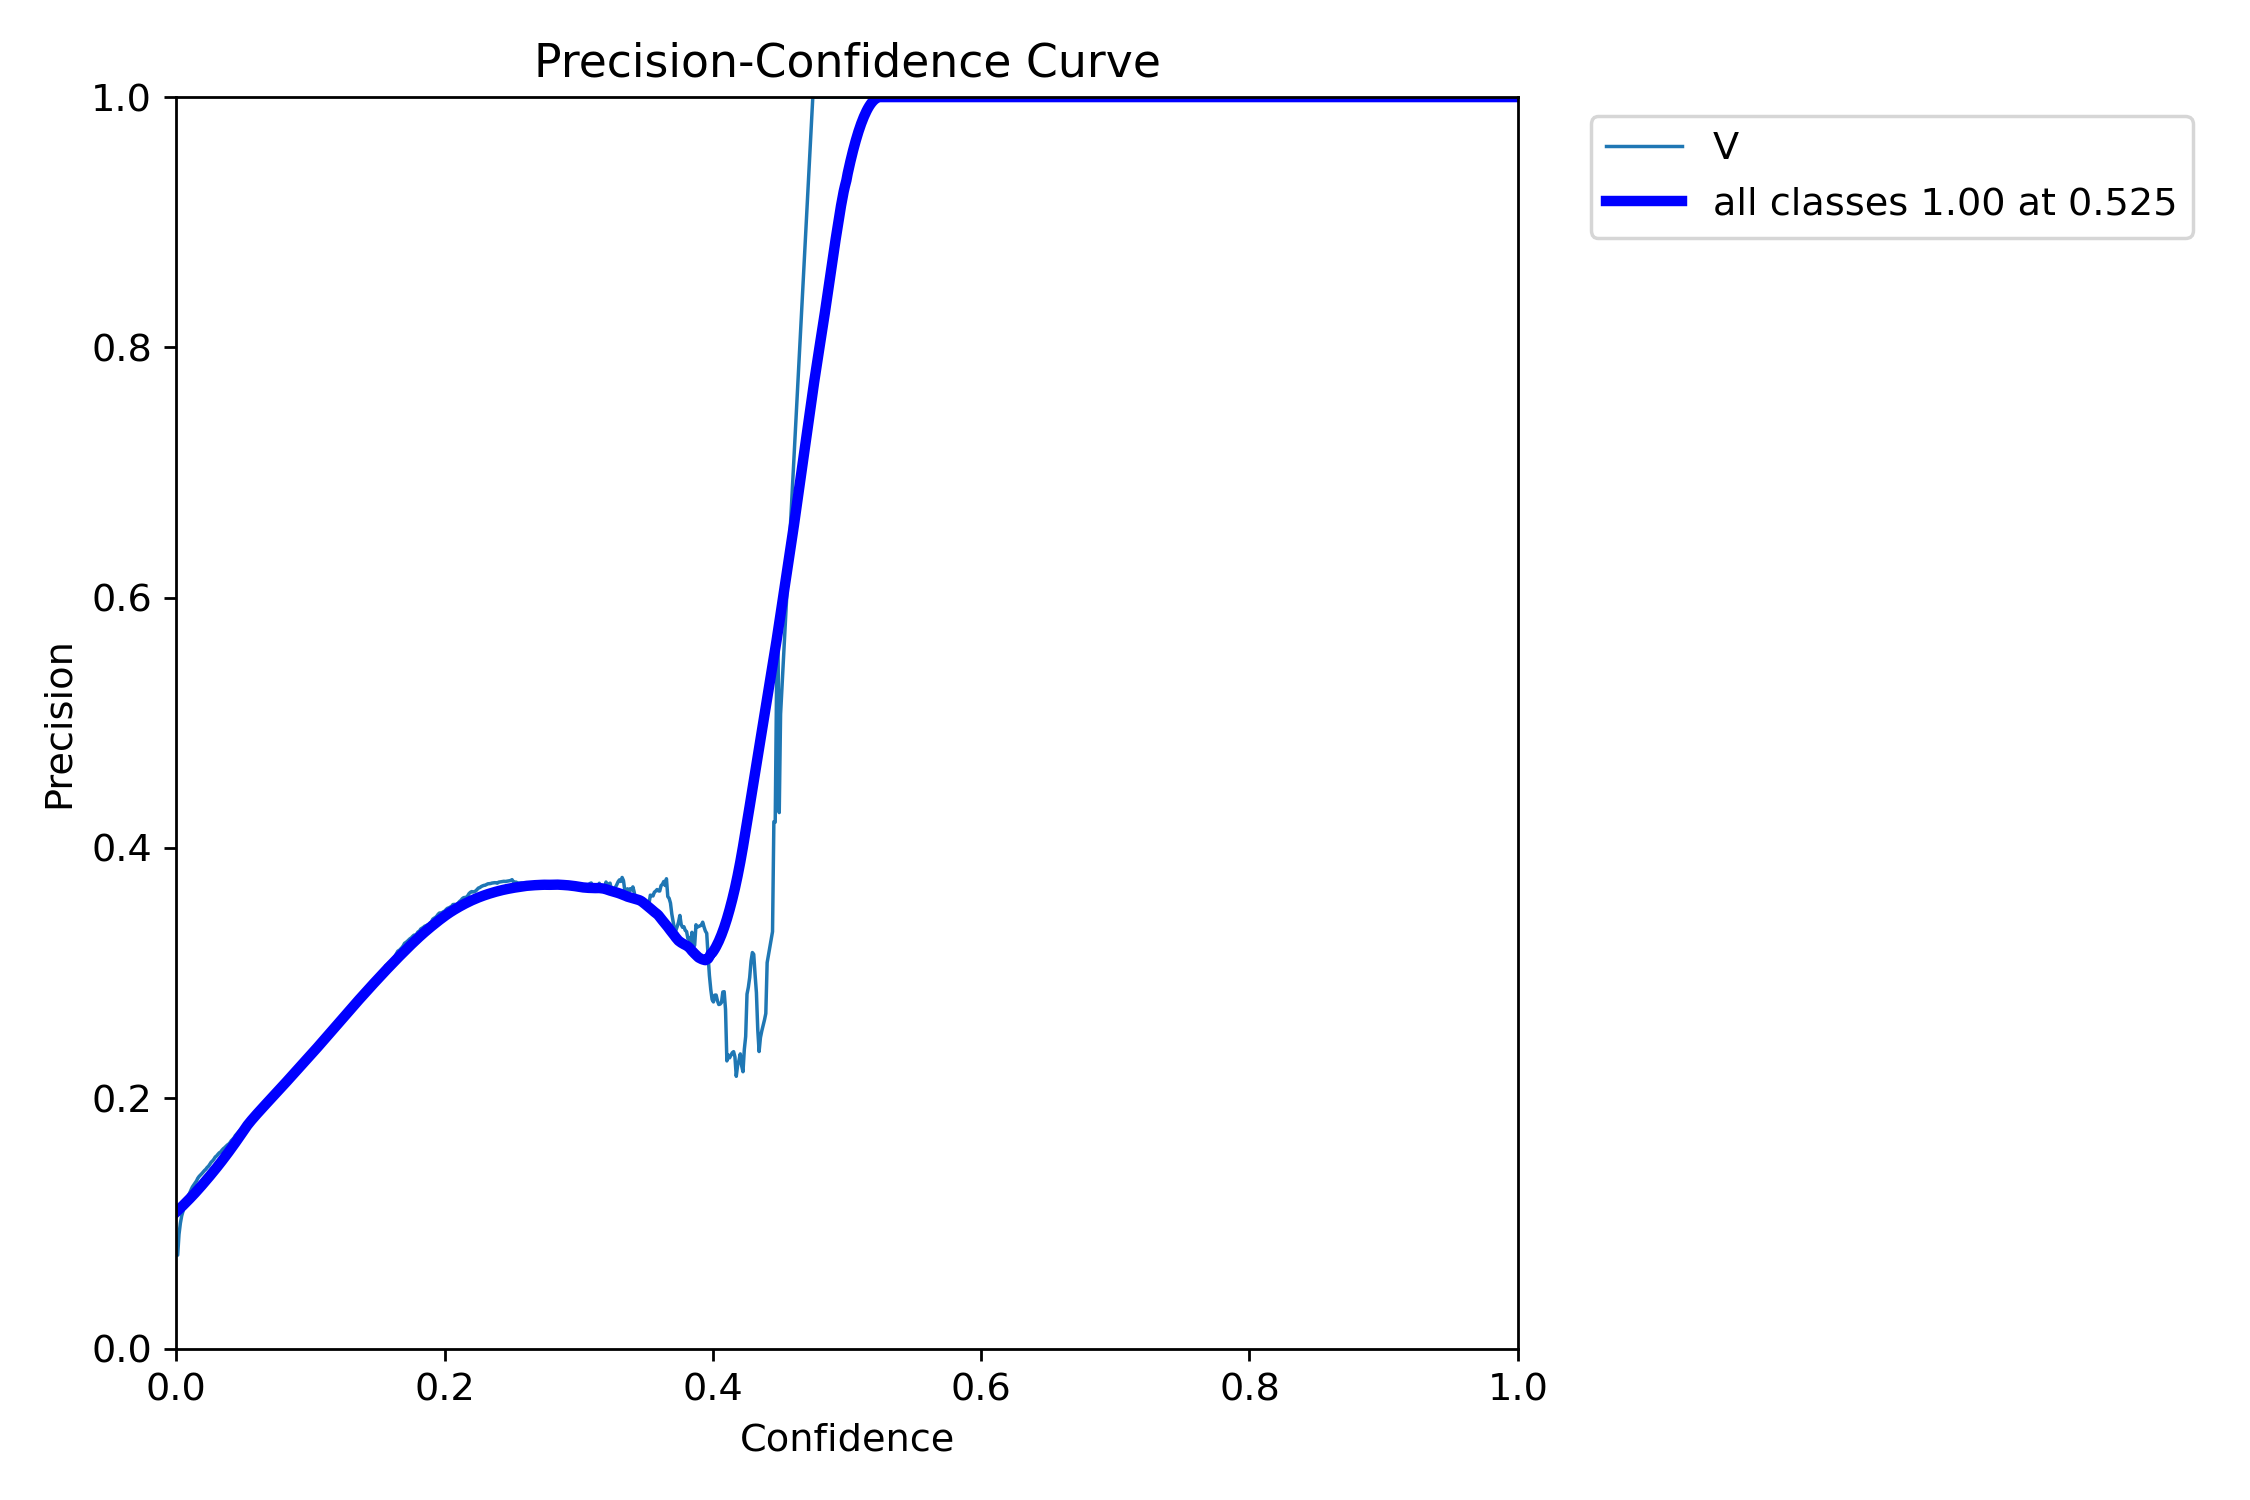 Precision-Confidence Curve
1.0
0.8
0.6
0.4
0.2
0.0
Precision
0.0 0.2 0.4 0.6 0.8 1.0
Confidence
V
all classes 1.00 at 0.525